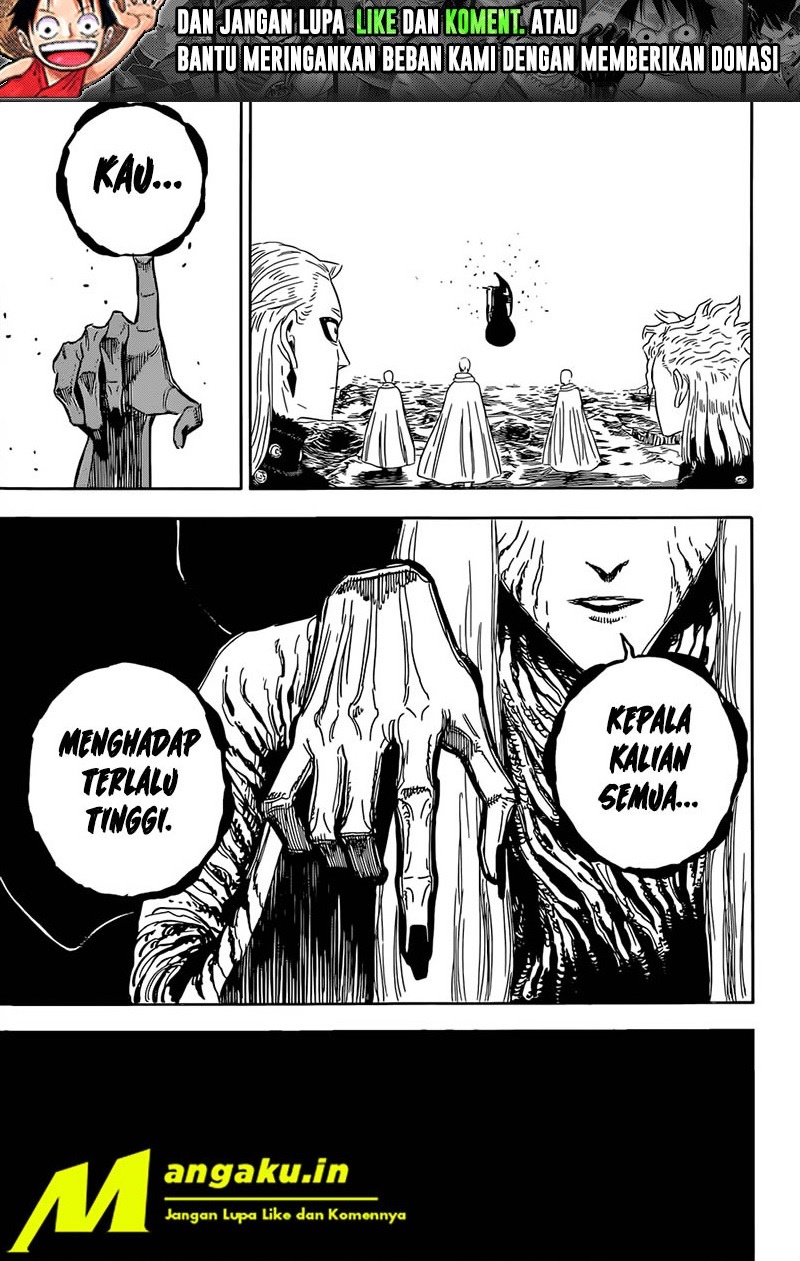 DAN JANGAN LUPA LIKE DAN KOMENT. ATAU
BANTU MERINGANKAN BEBAN KAMI DENGAN MEMBERIKAN DONASI
KAU...
KEPALA
KALIAN
SEMUA...
MENGHADAP
TERLALU
TINGGI.
Mangaku.in
Jangan Lupa Like dan Komennya